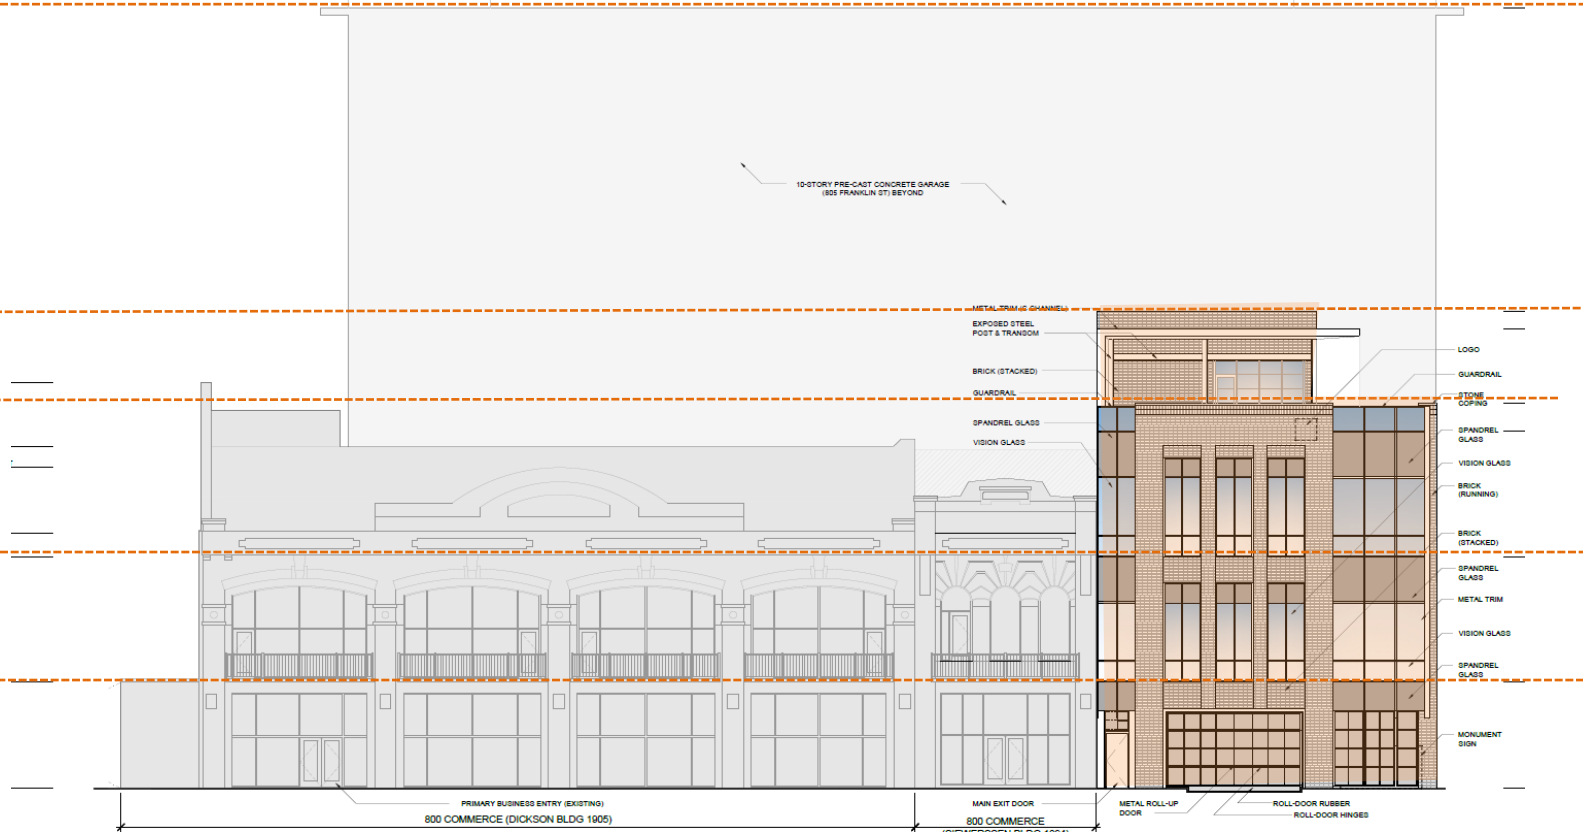 10-STORY PRE-CAST CONCRETE GARAGE
(805 FRANKLIN ST) BEYOND
METAL TRIM (C CHANNEL)
EXPOSED STEEL
POST & TRANSOM
BRICK (STACKED)
GUARDRAIL
SPANDREL GLASS
VISION GLASS
LOGO
GUARDRAIL
STONE
COPING
SPANDREL
GLASS
VISION GLASS
BRICK
(RUNNING)
BRICK
(STACKED)
SPANDREL
GLASS
METAL TRIM
VISION GLASS
SPANDREL
GLASS
MONUMENT
SIGN
PRIMARY BUSINESS ENTRY (EXISTING)
MAIN EXIT DOOR
METAL ROLL-UP
DOOR
ROLL-DOOR RUBBER
ROLL-DOOR HINGES
800 COMMERCE (DICKSON BLDG 1905)
800 COMMERCE